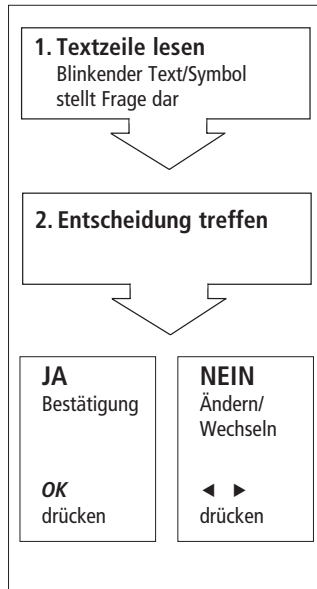 1. Textzeile lesen
Blinkender Text/Symbol
stellt Frage dar
2. Entscheidung treffen
JA
Bestätigung
OK
drücken
NEIN
Ändern/
Wechseln
◄ ►
drücken